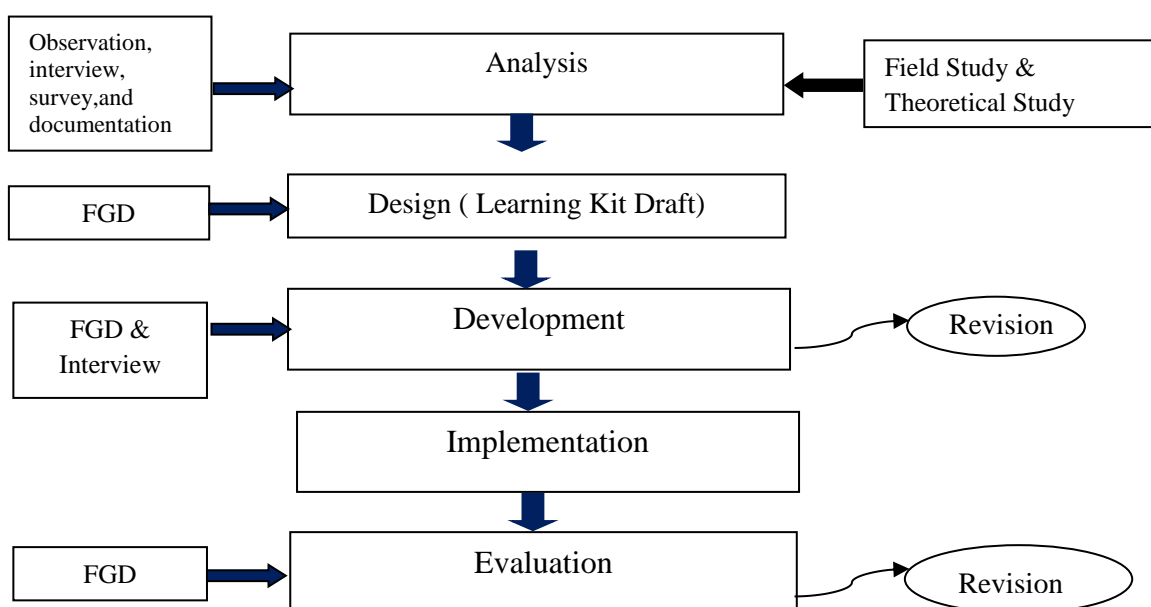 Observation,
interview,
survey,and
documentation
Analysis
Field Study &
Theoretical Study
FGD
Design ( Learning Kit Draft)
FGD &
Interview
Development
Revision
Implementation
FGD
Evaluation
Revision